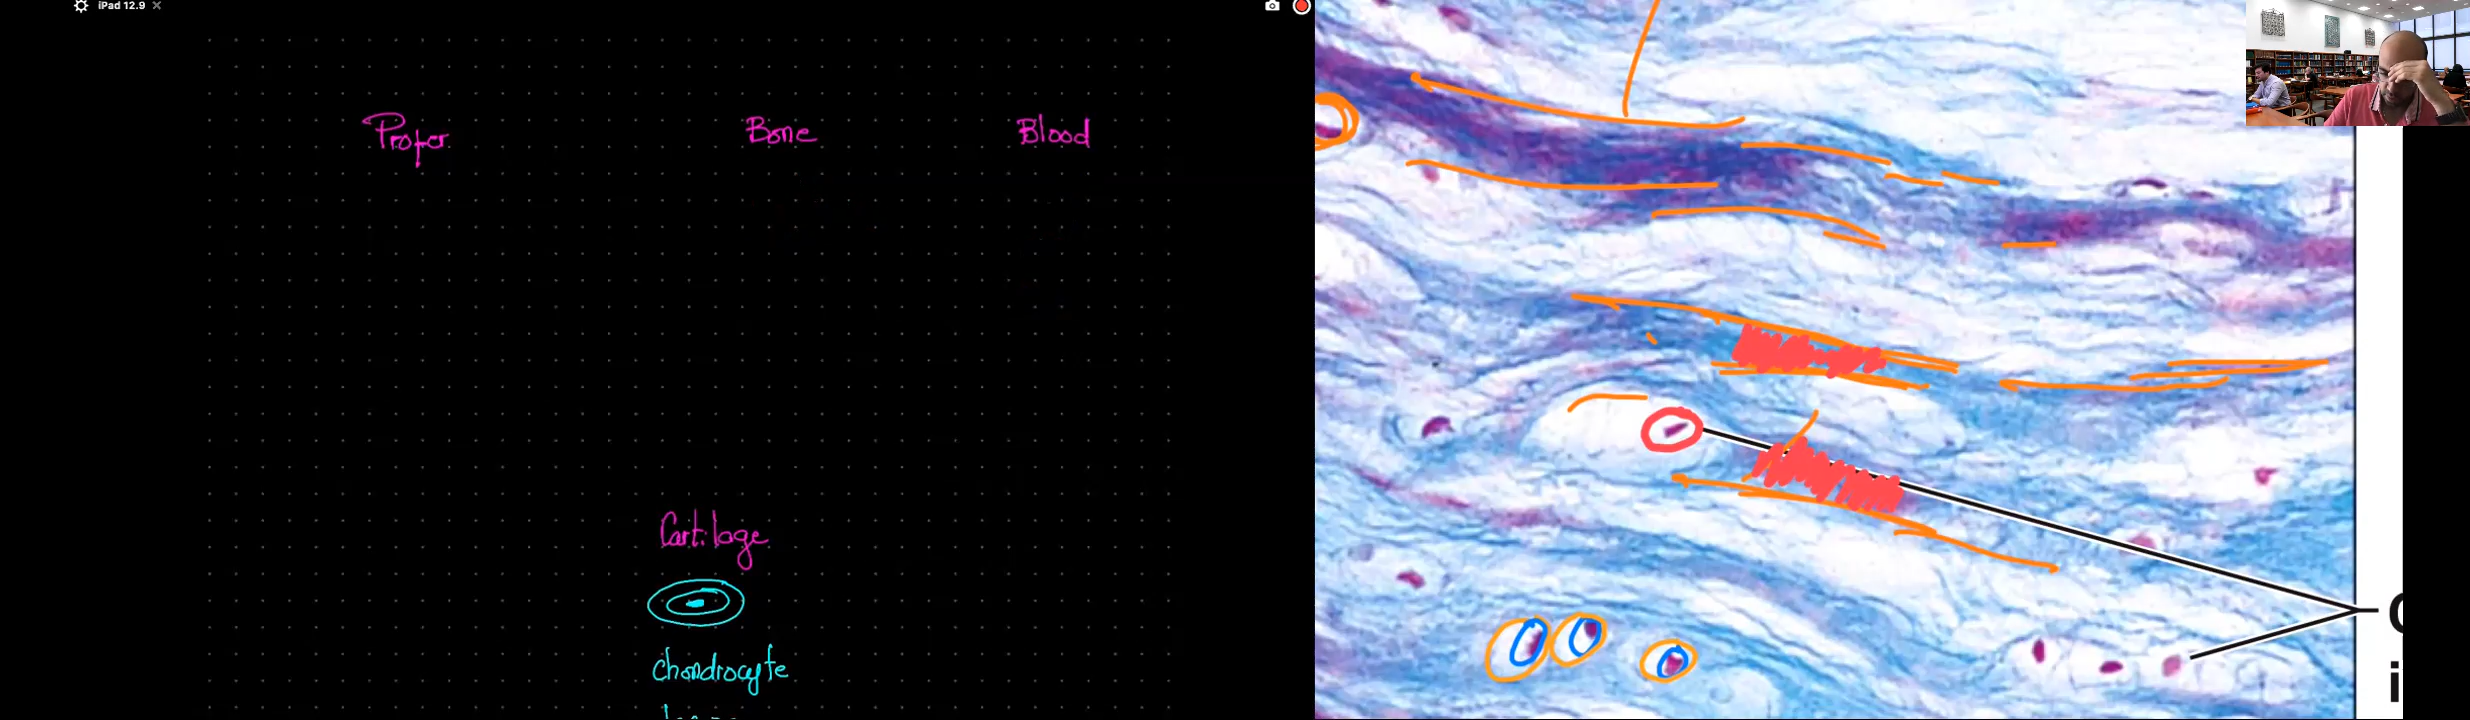 iPad 12.9
Proper
Bone
Blood
Cartilage
chondrocyte